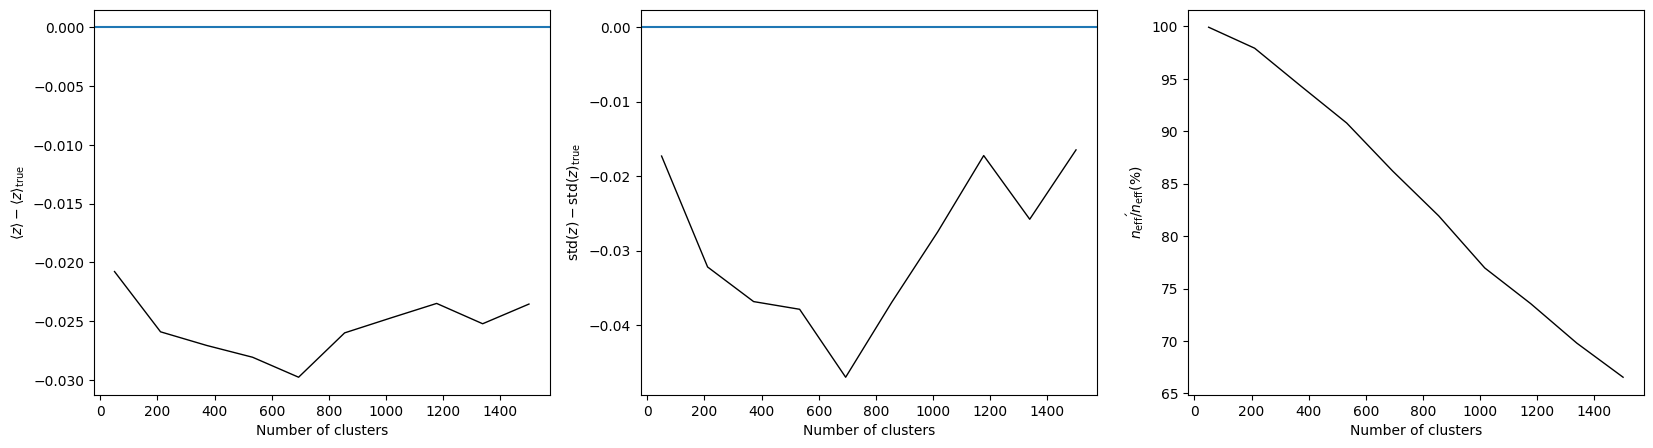 0.000
−0.005
−0.010
−0.015
−0.020
−0.025
−0.030
⟨z⟩ − ⟨z⟩true
0 200 400 600 800 1000 1200 1400
Number of clusters
0.00
−0.01
−0.02
−0.03
−0.04
std(z) − std(z)true
0 200 400 600 800 1000 1200 1400
Number of clusters
100
95
90
85
80
75
70
65
n′eff/neff(%)
0 200 400 600 800 1000 1200 1400
Number of clusters